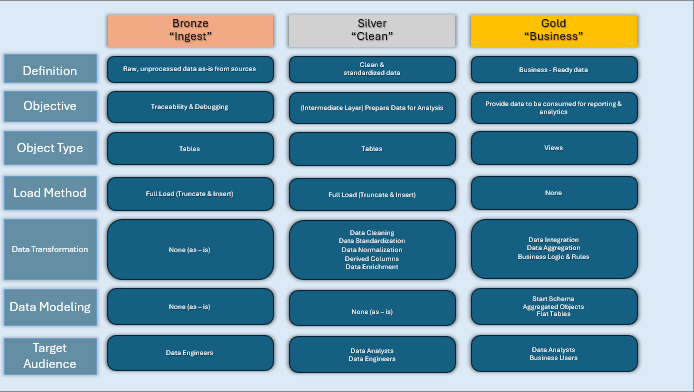 Bronze
"Ingest"
Silver
"Clean"
Gold
"Business"
Definition
Raw, unprocessed data as-is from sources
Clean &
standardized data
Business - Ready data
Objective
Traceability & Debugging
(Intermediate Layer) Prepare Data for Analysis
Provide data to be consumed for reporting &
analytics
Object Type
Tables
Tables
Views
Load Method
Full Load (Truncate & Insert)
Full Load (Truncate & Insert)
None
Data Transformation
None (as – is)
Data Cleaning
Data Standardization
Data Normalization
Derived Columns
Data Enrichment
Data Integration
Data Aggregation
Business Logic & Rules
Data Modeling
None (as – is)
None (as – is)
Start Schema
Aggregated Objects
Flat Tables
Target
Audience
Data Engineers
Data Analysts
Data Engineers
Data Analysts
Business Users